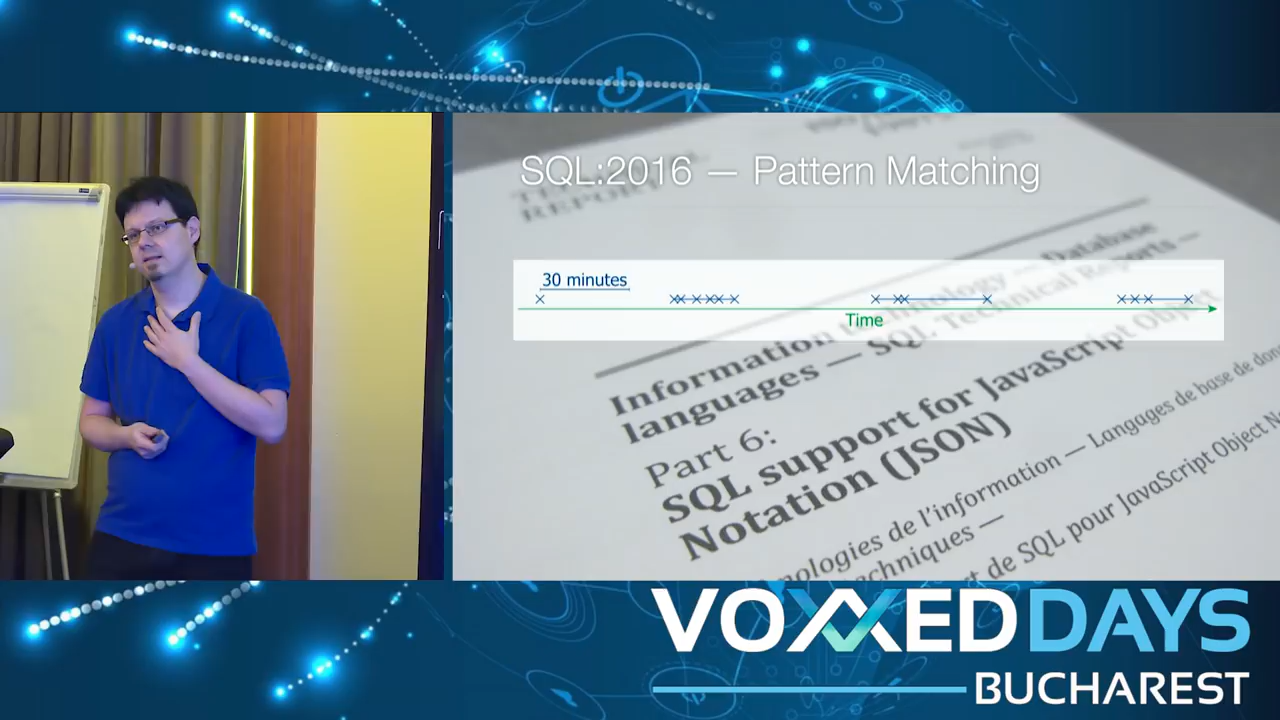 SQL:2016 — Pattern Matching
REPORT
30 minutes
Time
Information technology — Database
languages — SQL Technical Reports —
Part 6:
SQL support for JavaScript Object
Notation (JSON)
de l'information — Langages de base de
techniques —
de SQL pour JavaScript Object
VOXXED DAYS
BUCHAREST